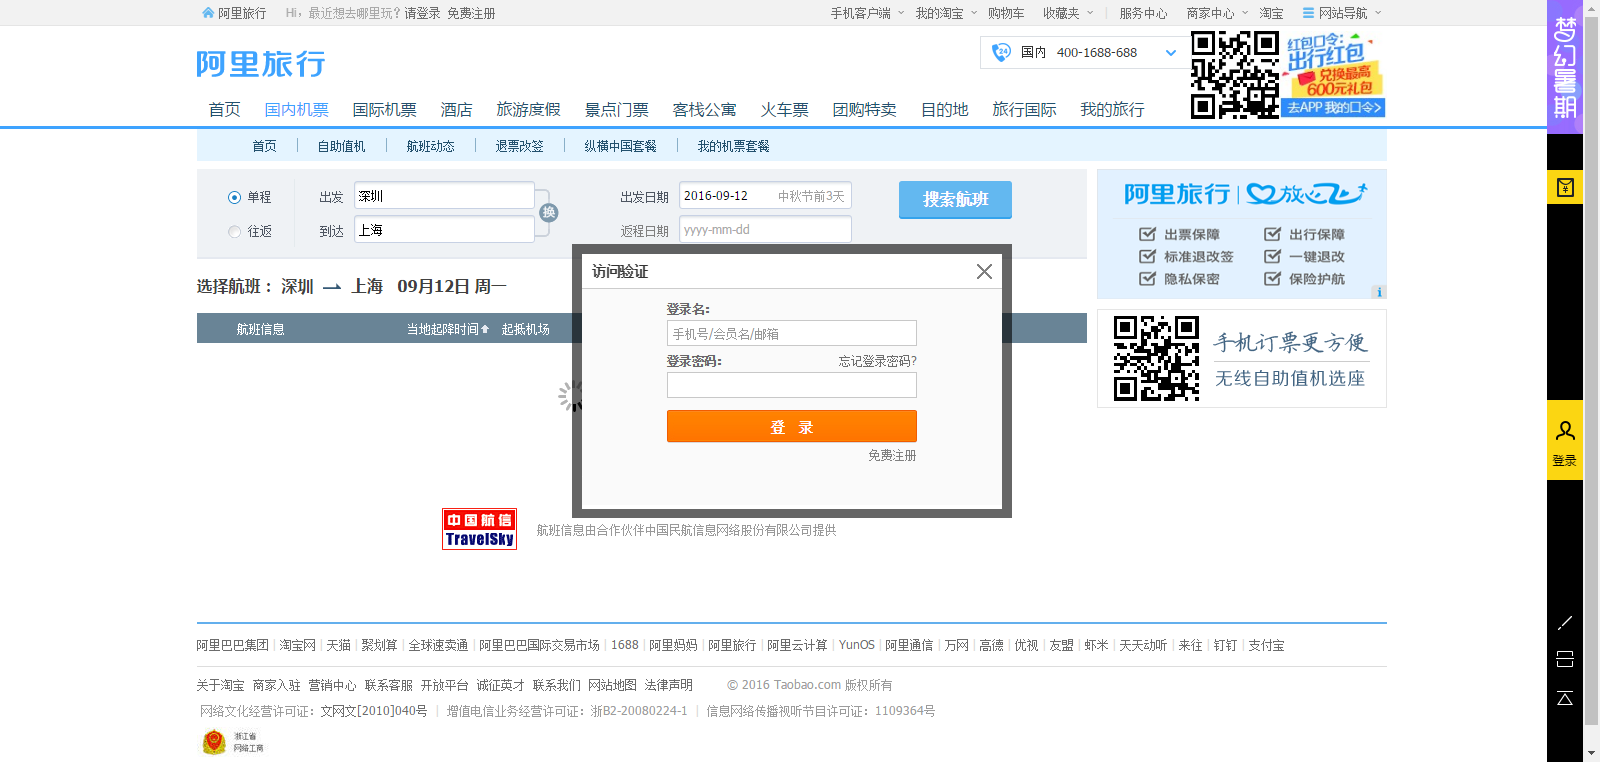 阿里旅行 Hi，最近想去哪里玩？请登录 免费注册 手机客户端 我的淘宝 购物车 收藏夹 服务中心 商家中心 淘宝 网站导航
阿里旅行
国内 400-1688-688
红包口令:
出行红包
兑换最高
600元礼包
去APP 我的口令>
首页 国内机票 国际机票 酒店 旅游度假 景点门票 客栈公寓 火车票 团购特卖 目的地 旅行国际 我的旅行
首页 自助值机 航班动态 退票改签 纵横中国套餐 我的机票套餐
单程 出发 深圳 换 出发日期 2016-09-12 中秋节前3天 搜索航班
往返 到达 上海 返程日期 yyyy-mm-dd
选择航班： 深圳 上海 09月12日 周一
航班信息 当地起降时间 起抵机场
访问验证
登录名:
手机号/会员名/邮箱
登录密码: 忘记登录密码?
登 录
免费注册
中国航信
TravelSky
航班信息由合作伙伴中国民航信息网络股份有限公司提供
阿里旅行 放心飞
出票保障 出行保障
标准退改签 一键退改
隐私保密 保险护航
手机订票更方便
无线自助值机选座
梦幻暑期
登录
阿里巴巴集团 | 淘宝网 | 天猫 | 聚划算 | 全球速卖通 | 阿里巴巴国际交易市场 | 1688 | 阿里妈妈 | 阿里旅行 | 阿里云计算 | YunOS | 阿里通信 | 万网 | 高德 | 优视 | 友盟 | 虾米 | 天天动听 | 来往 | 钉钉 | 支付宝
关于淘宝 商家入驻 营销中心 联系客服 开放平台 诚征英才 联系我们 网站地图 法律声明 © 2016 Taobao.com 版权所有
网络文化经营许可证：文网文[2010]040号 | 增值电信业务经营许可证：浙B2-20080224-1 | 信息网络传播视听节目许可证：1109364号
浙江省
网络工商